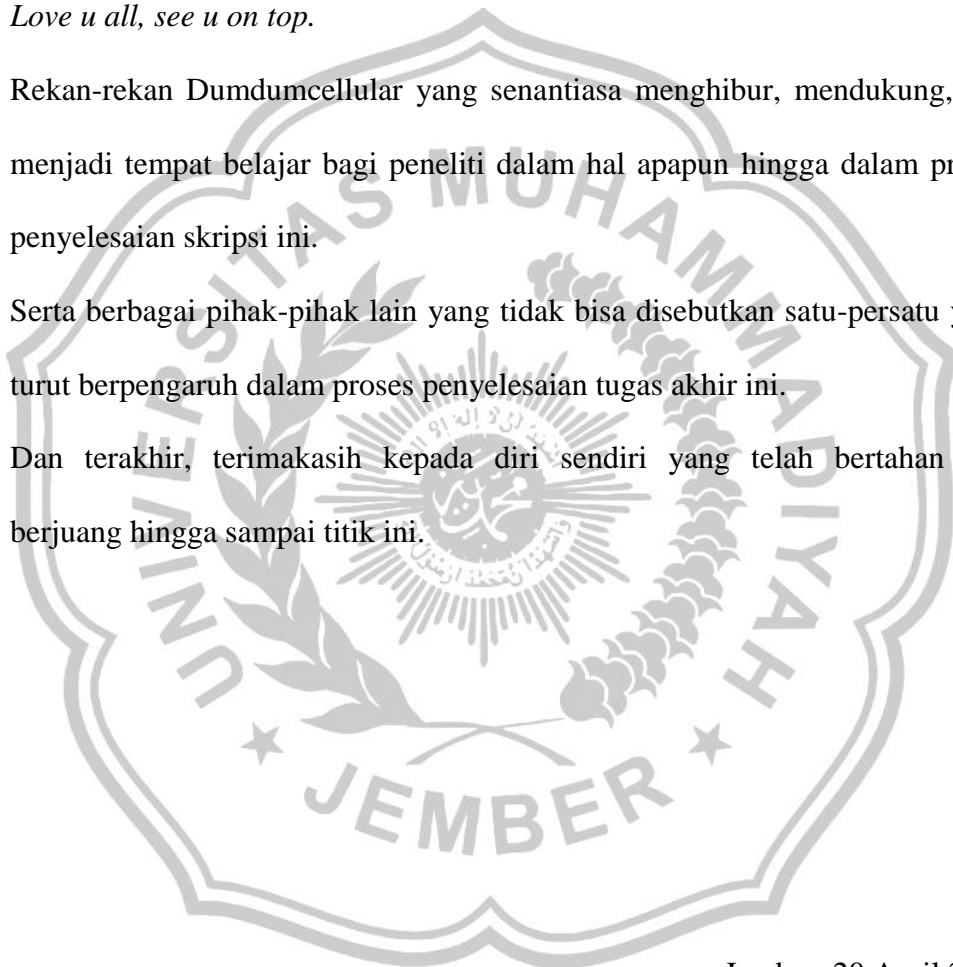 Love u all, see u on top.
Rekan-rekan Dumdumcellular yang senantiasa menghibur, mendukung,
menjadi tempat belajar bagi peneliti dalam hal apapun hingga dalam
penyelesaian skripsi ini.
Serta berbagai pihak-pihak lain yang tidak bisa disebutkan satu-persatu
turut berpengaruh dalam proses penyelesaian tugas akhir ini.
Dan terakhir, terimakasih kepada diri sendiri yang telah bertahan
berjuang hingga sampai titik ini.
UNIVERSITAS MUHAMMADIYAH
JEMBER